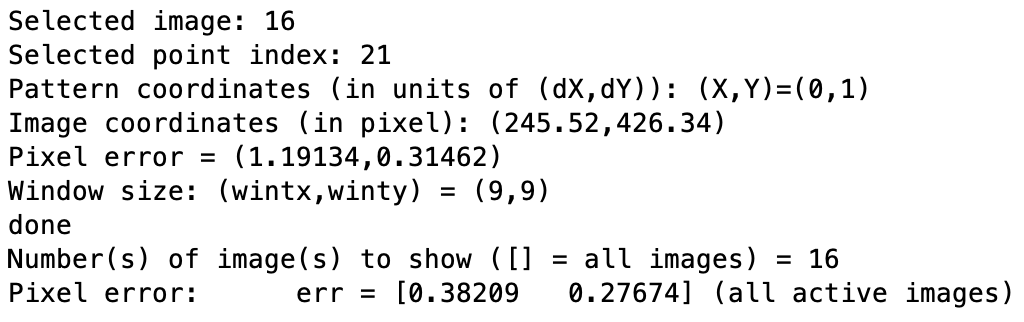 Selected image: 16
Selected point index: 21
Pattern coordinates (in units of (dX,dY)): (X,Y)=(0,1)
Image coordinates (in pixel): (245.52,426.34)
Pixel error = (1.19134,0.31462)
Window size: (wintx,winty) = (9,9)
done
Number(s) of image(s) to show ([] = all images) = 16
Pixel error:      err = [0.38209   0.27674] (all active images)